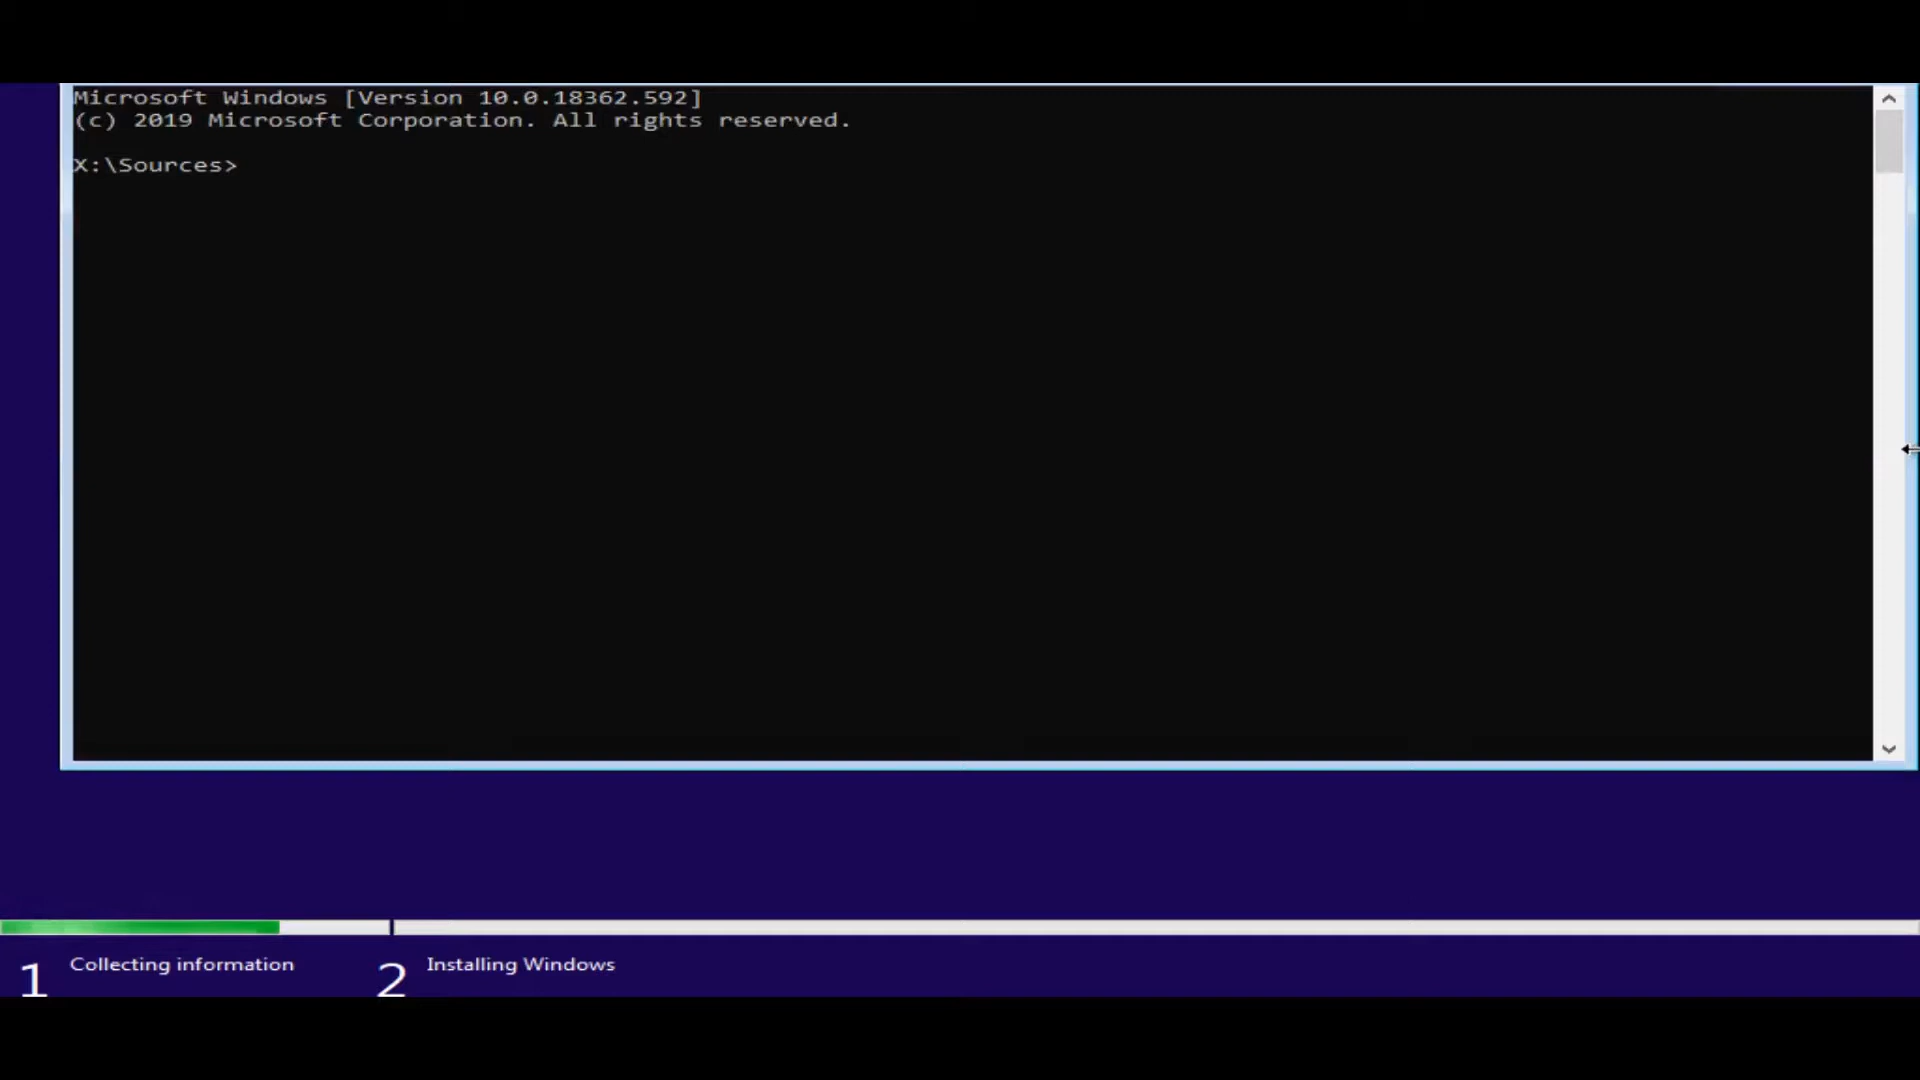 Microsoft Windows [Version 10.0.18362.592]
(c) 2019 Microsoft Corporation. All rights reserved.
X:\Sources>
1 Collecting information
2 Installing Windows